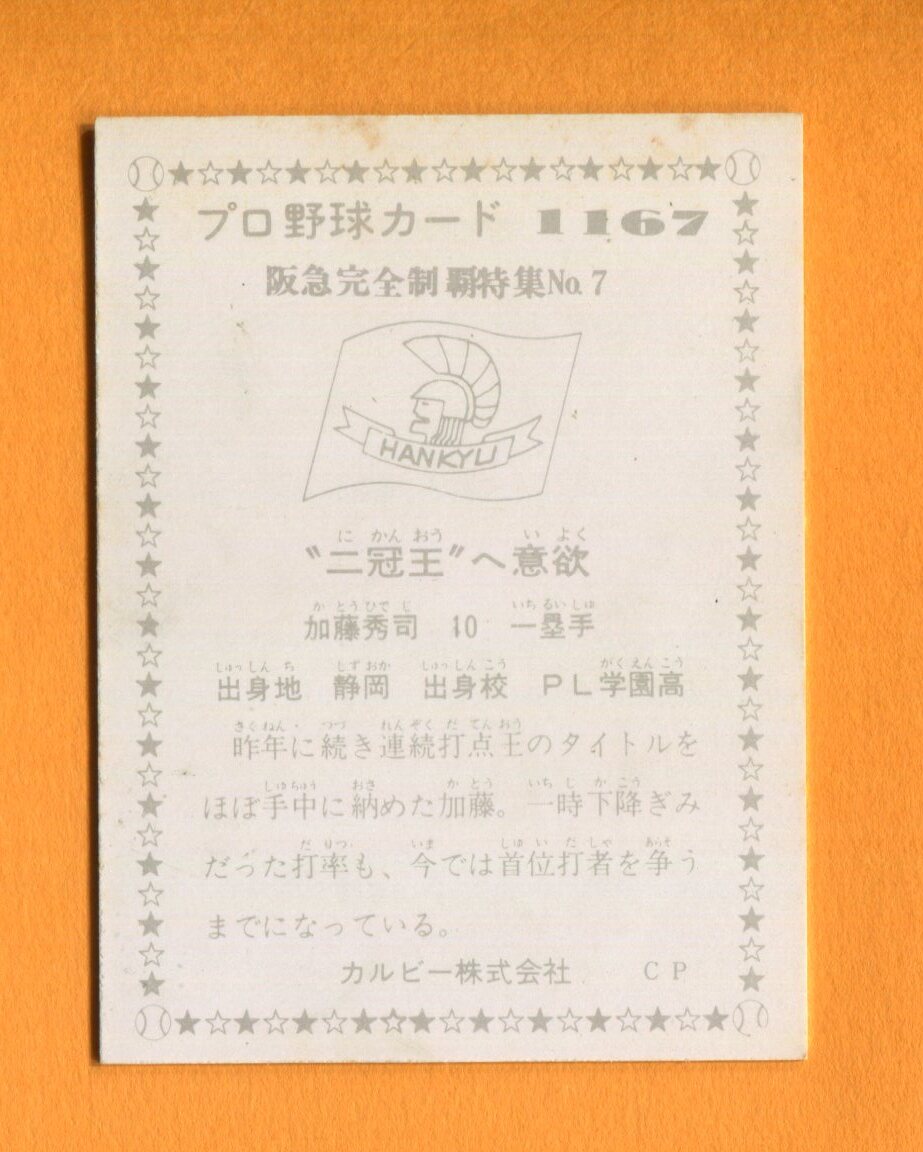 プロ野球カード 1167
阪急完全制覇特集No.7
HANKYU
に かん おう い よく
“二冠王”へ意欲
か とう ひで じ いち るい しゅ
加藤秀司 10 一塁手
しゅっしん ち しず おか しゅっしん こう がく えん こう
出身地 静岡 出身校 PL学園高
さく ねん つづ れん ぞく だ てん おう
昨年に続き連続打点王のタイトルを
しゅちゅう おさ か とう いち じ か こう
ほぼ手中に納めた加藤。一時下降ぎみ
だ りつ いま しゅ い だ しゃ あらそ
だった打率も、今では首位打者を争う
までになっている。
カルビー株式会社 CP